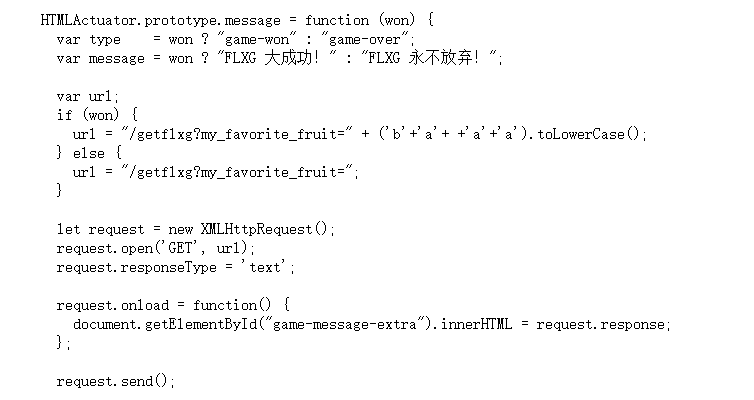 HTMLActuator.prototype.message = function (won) {
  var type    = won ? "game-won" : "game-over";
  var message = won ? "FLXG 大成功！" : "FLXG 永不放弃！";

  var url;
  if (won) {
    url = "/getflxg?my_favorite_fruit=" + ('b'+'a'+ +'a'+'a').toLowerCase();
  } else {
    url = "/getflxg?my_favorite_fruit=";
  }

  let request = new XMLHttpRequest();
  request.open('GET', url);
  request.responseType = 'text';

  request.onload = function() {
    document.getElementById("game-message-extra").innerHTML = request.response;
  };

  request.send();